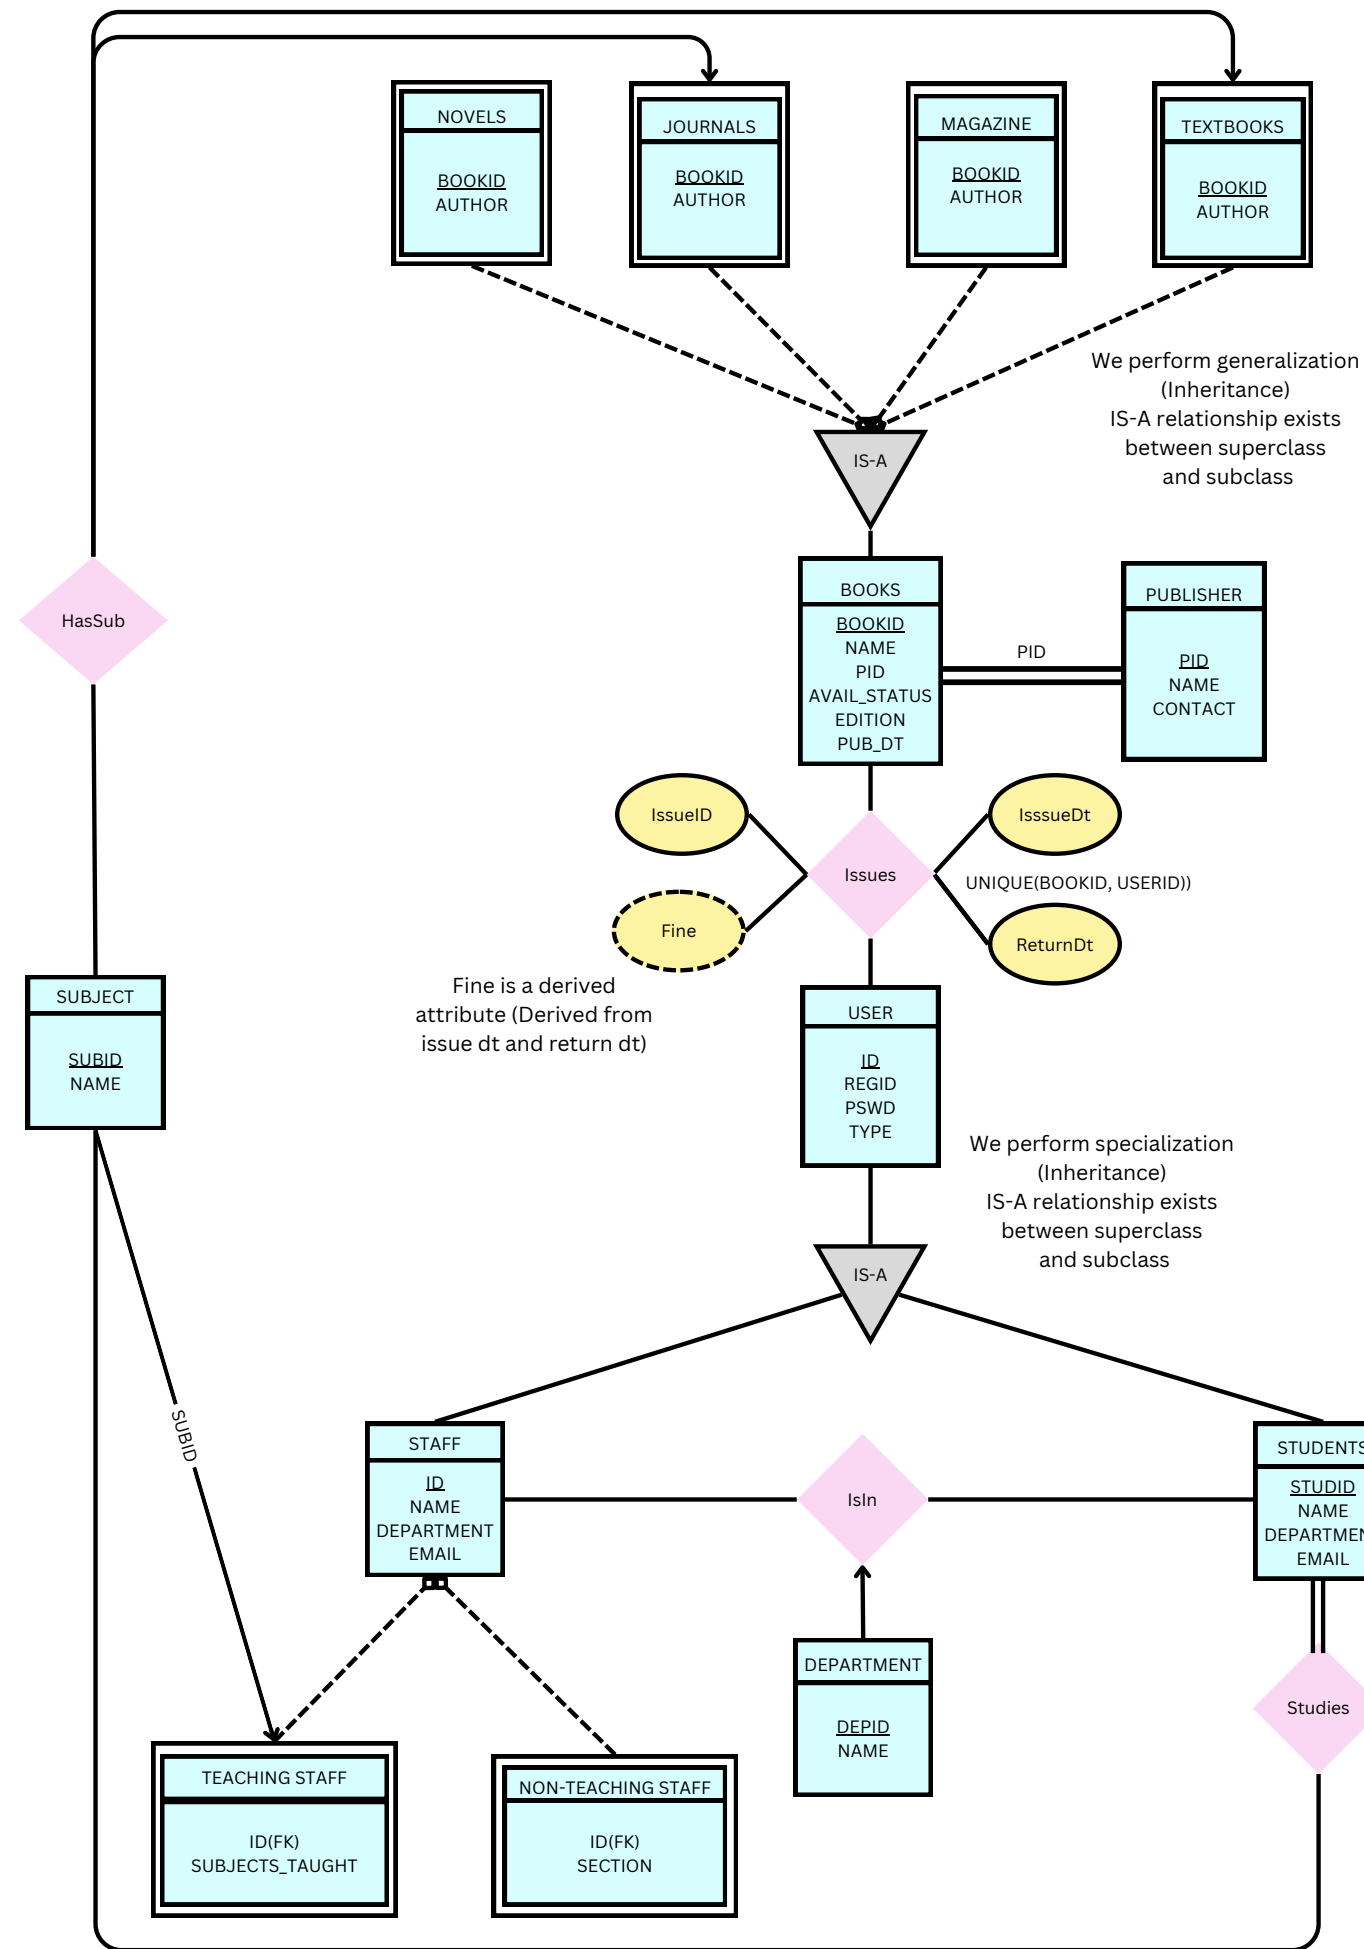 NOVELS
BOOKID
AUTHOR
JOURNALS
BOOKID
AUTHOR
MAGAZINE
BOOKID
AUTHOR
TEXTBOOKS
BOOKID
AUTHOR
We perform generalization
(Inheritance)
IS-A relationship exists
between superclass
and subclass
IS-A
HasSub
BOOKS
BOOKID
NAME
PID
AVAIL_STATUS
EDITION
PUB_DT
PID
PUBLISHER
PID
NAME
CONTACT
IssueID
IsssueDt
Issues
UNIQUE(BOOKID, USERID))
Fine
ReturnDt
Fine is a derived
attribute (Derived from
issue dt and return dt)
SUBJECT
SUBID
NAME
USER
ID
REGID
PSWD
TYPE
We perform specialization
(Inheritance)
IS-A relationship exists
between superclass
and subclass
IS-A
SUBID
STAFF
ID
NAME
DEPARTMENT
EMAIL
IsIn
STUDENTS
STUDID
NAME
DEPARTMEN
EMAIL
DEPARTMENT
DEPID
NAME
Studies
TEACHING STAFF
ID(FK)
SUBJECTS_TAUGHT
NON-TEACHING STAFF
ID(FK)
SECTION